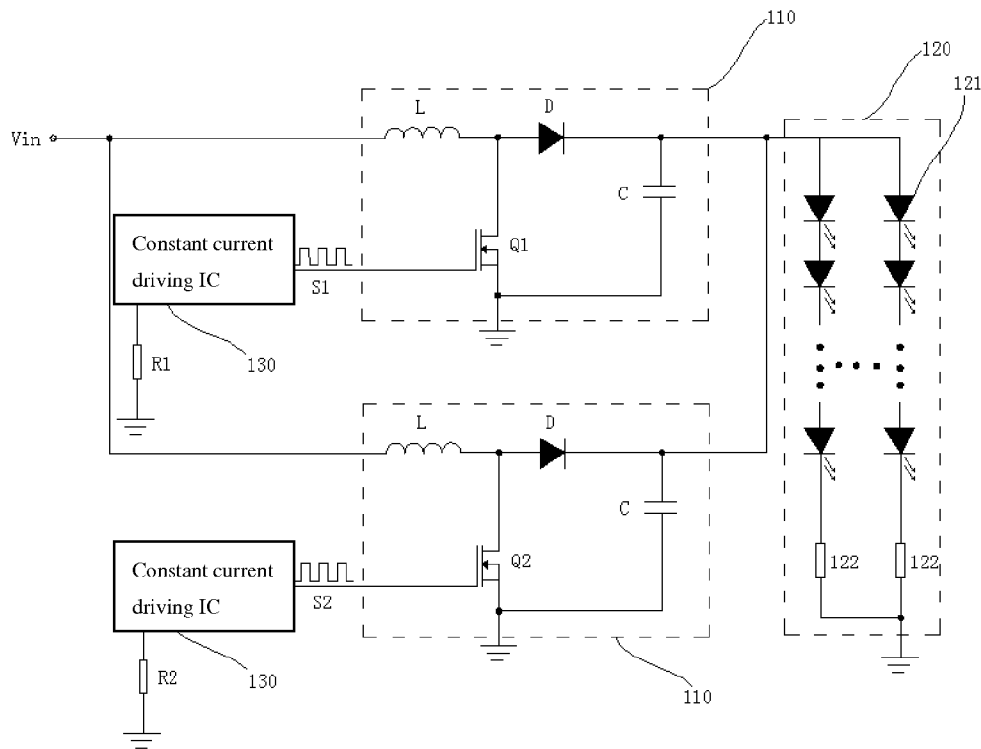 110
120
L
D
121
Vin
C
Constant current
driving IC
Q1
S1
R1
130
L
D
C
Constant current
driving IC
Q2
122
122
S2
R2
130
110